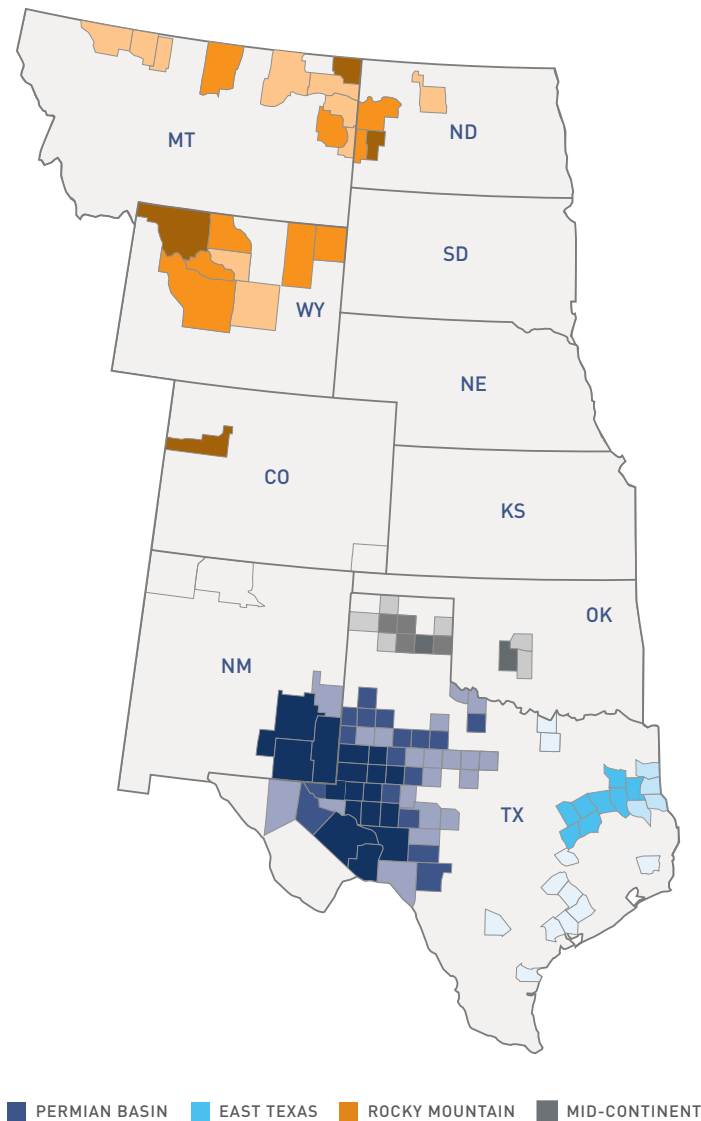 MT
ND
SD
WY
NE
CO
KS
OK
NM
TX
PERMIAN BASIN EAST TEXAS ROCKY MOUNTAIN MID-CONTINENT